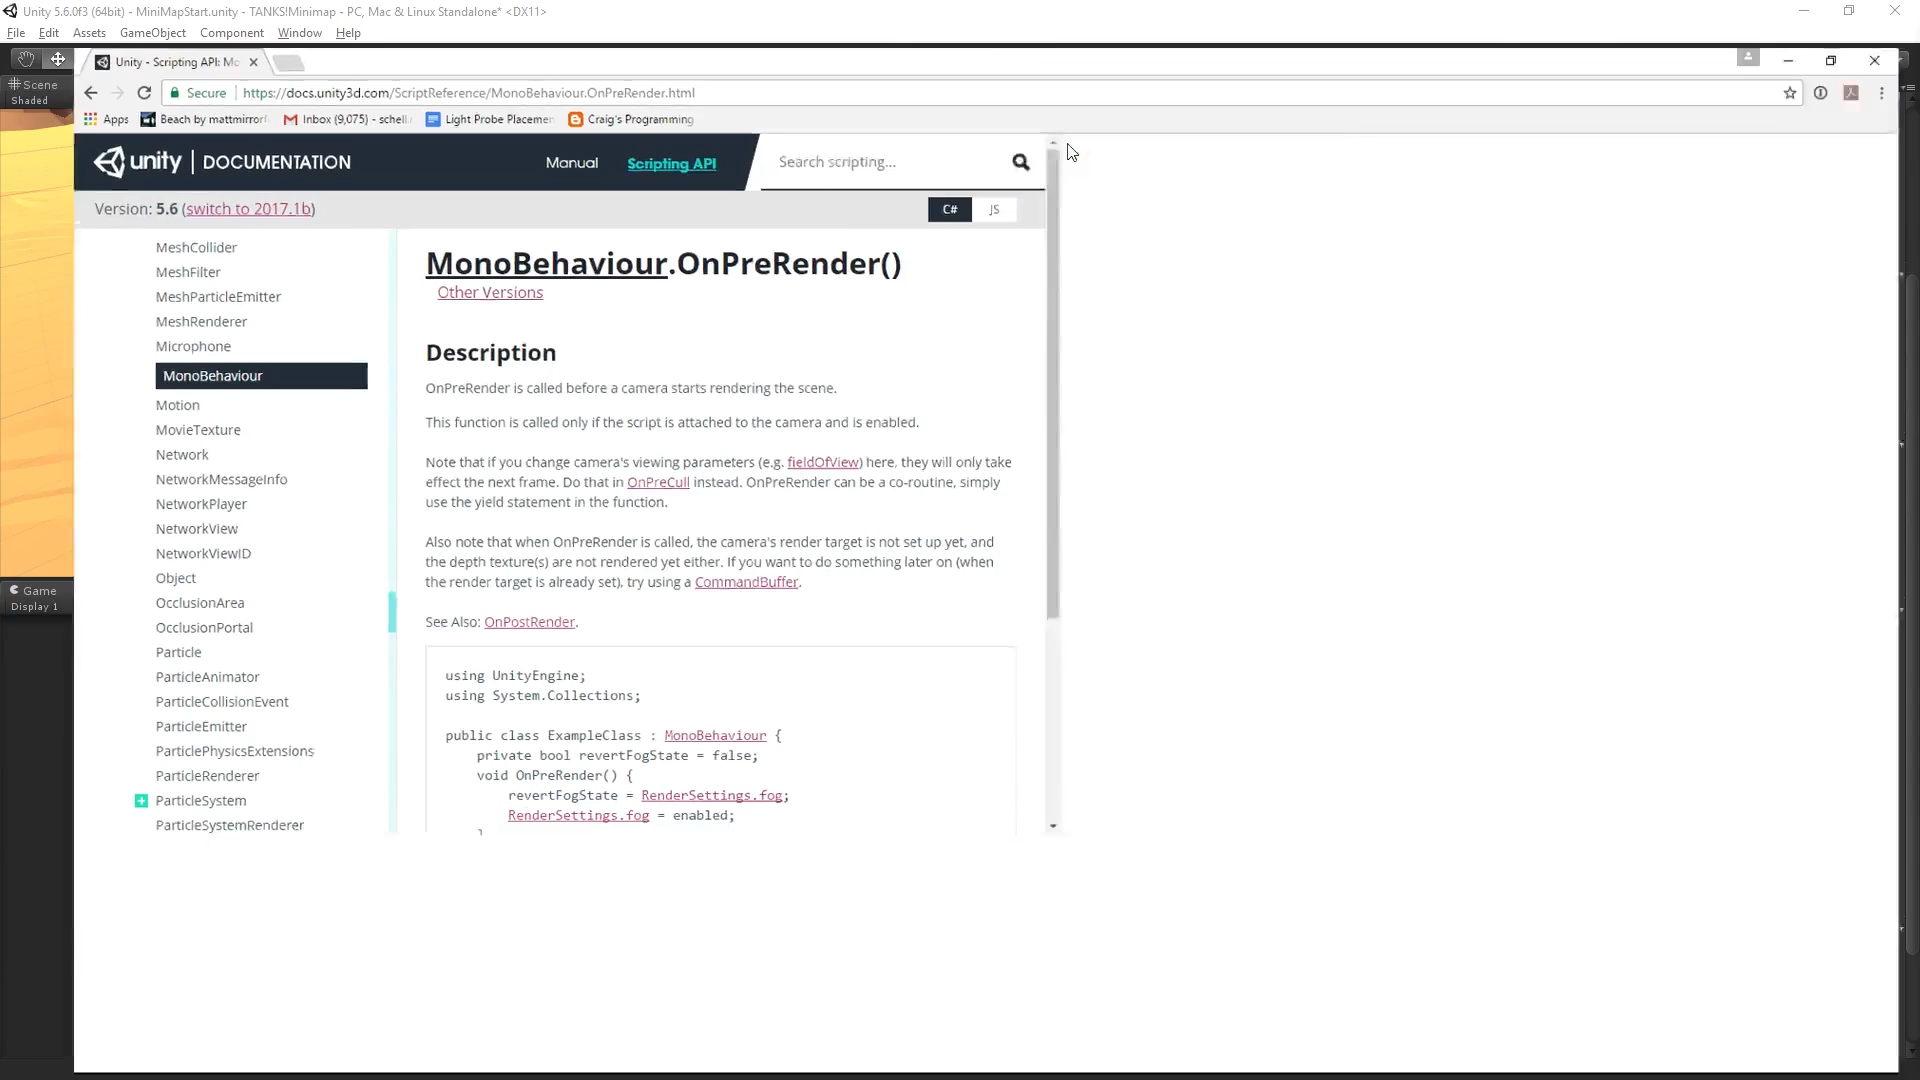 Unity 5.6.0f3 (64bit) - MiniMapStart.unity - TANKS!Minimap - PC, Mac & Linux Standalone* <DX11>
File Edit Assets GameObject Component Window Help
Unity - Scripting API: Mo
Scene
Shaded
Secure https://docs.unity3d.com/ScriptReference/MonoBehaviour.OnPreRender.html
Apps Beach by mattmirrorf Inbox (9,075) - schell Light Probe Placemen Craig's Programming
unity DOCUMENTATION Manual Scripting API Search scripting...
Version: 5.6 (switch to 2017.1b) C# JS
MeshCollider
MeshFilter
MeshParticleEmitter
MeshRenderer
Microphone
MonoBehaviour
Motion
MovieTexture
Network
NetworkMessageInfo
NetworkPlayer
NetworkView
NetworkViewID
Object
OcclusionArea
OcclusionPortal
Particle
ParticleAnimator
ParticleCollisionEvent
ParticleEmitter
ParticlePhysicsExtensions
ParticleRenderer
ParticleSystem
ParticleSystemRenderer
MonoBehaviour.OnPreRender()
Other Versions
Description
OnPreRender is called before a camera starts rendering the scene.
This function is called only if the script is attached to the camera and is enabled.
Note that if you change camera's viewing parameters (e.g. fieldOfView) here, they will only take
effect the next frame. Do that in OnPreCull instead. OnPreRender can be a co-routine, simply
use the yield statement in the function.
Also note that when OnPreRender is called, the camera's render target is not set up yet, and
the depth texture(s) are not rendered yet either. If you want to do something later on (when
the render target is already set), try using a CommandBuffer.
See Also: OnPostRender.
using UnityEngine;
using System.Collections;
public class ExampleClass : MonoBehaviour {
private bool revertFogState = false;
void OnPreRender() {
revertFogState = RenderSettings.fog;
RenderSettings.fog = enabled;
}
Game
Display 1